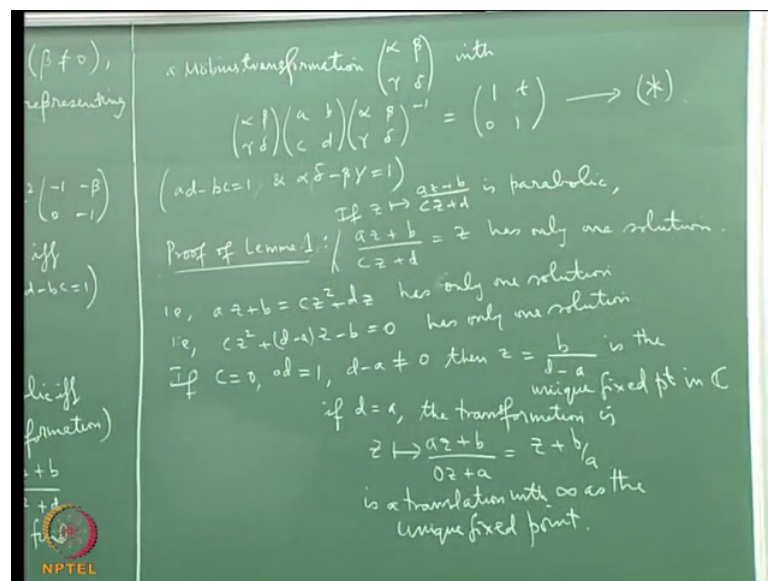 (β ≠ 0),
representing
² (-1 -β
0 -1)
iff
d-bc=1)
lic iff
formation)
z+b
z+d
a Möbius transformation (α β
γ δ) with
(α β
γ δ) (a b
c d) (α β
γ δ)⁻¹ = (1 t
0 1) ⟶ (*)
(ad-bc=1 & αδ-βγ=1)
If z ↦ az+b/cz+d is parabolic,
Proof of Lemma 1: / az+b/cz+d = z has only one solution.
i.e, az+b = cz²+dz has only one solution
i.e, cz²+(d-a)z-b=0 has only one solution
If c=0, ad=1, d-a ≠ 0 then z = b/d-a is the
unique fixed pt in ℂ
if d=a, the transformation is
z ↦ az+b/0z+a = z+b/a
is a translation with ∞ as the
unique fixed point.
NPTEL